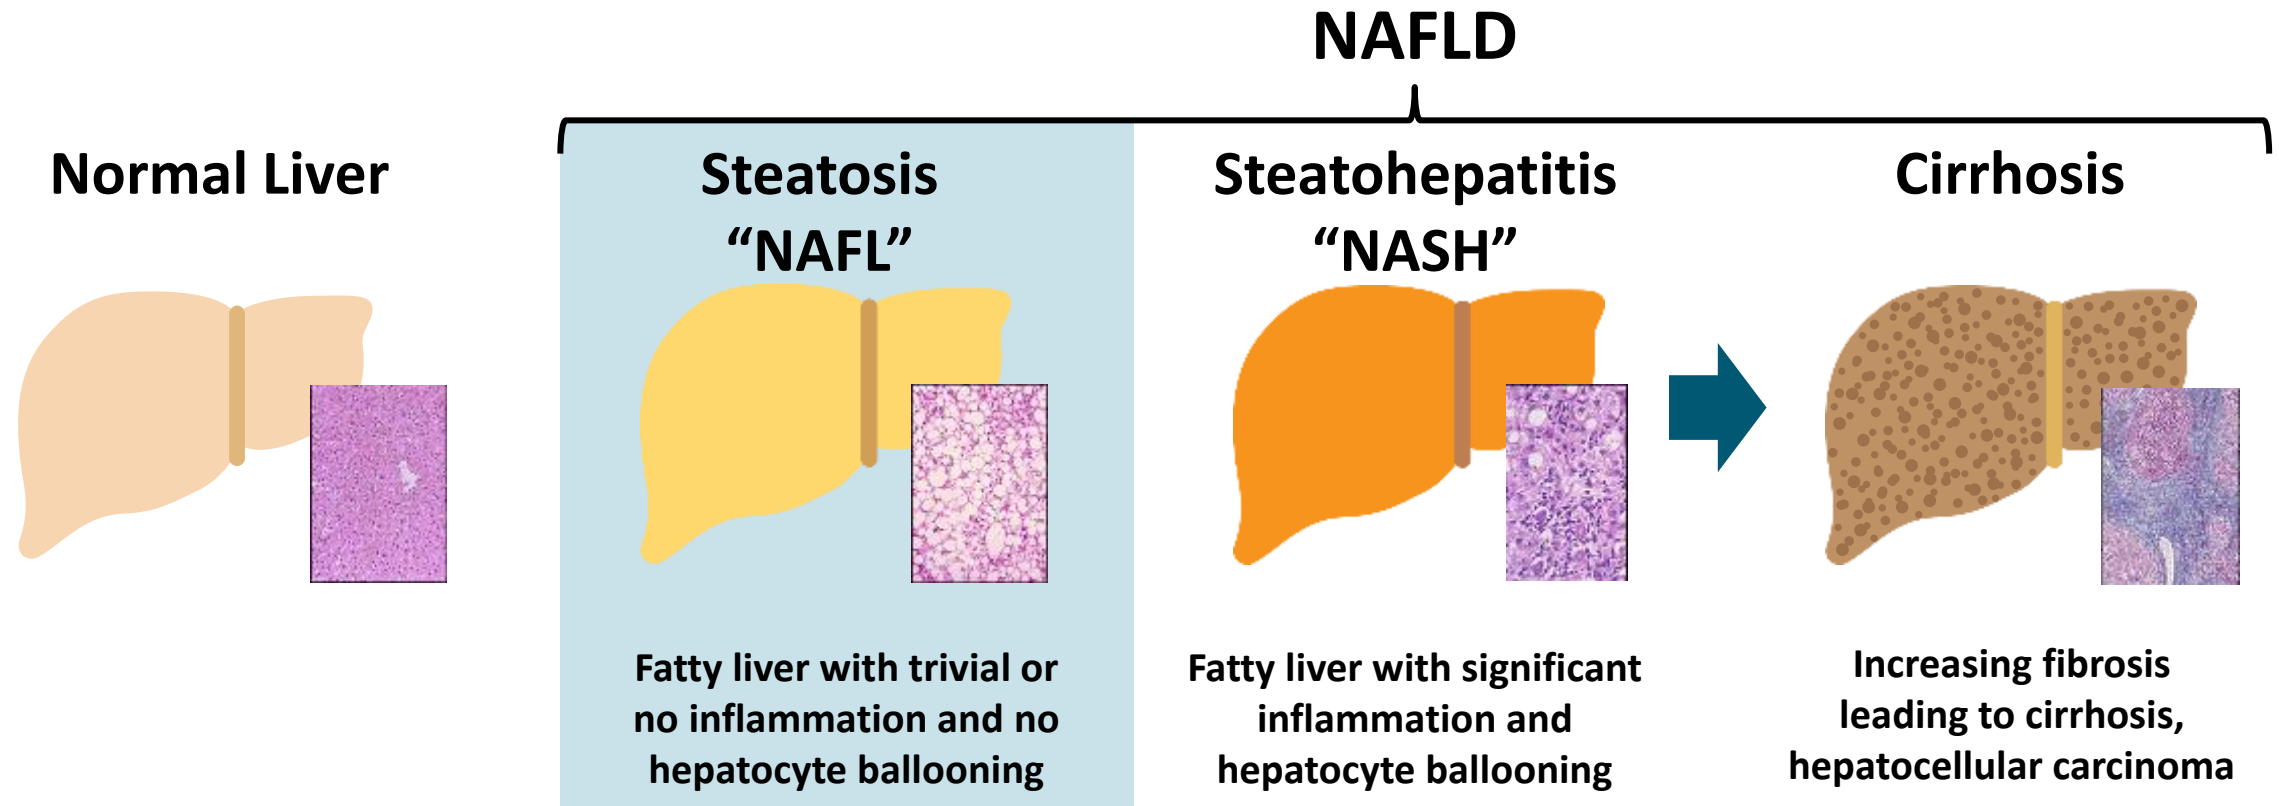 NAFLD
Normal Liver
Steatosis
“NAFL”
Steatohepatitis
“NASH”
Cirrhosis
Fatty liver with trivial or
no inflammation and no
hepatocyte ballooning
Fatty liver with significant
inflammation and
hepatocyte ballooning
Increasing fibrosis
leading to cirrhosis,
hepatocellular carcinoma